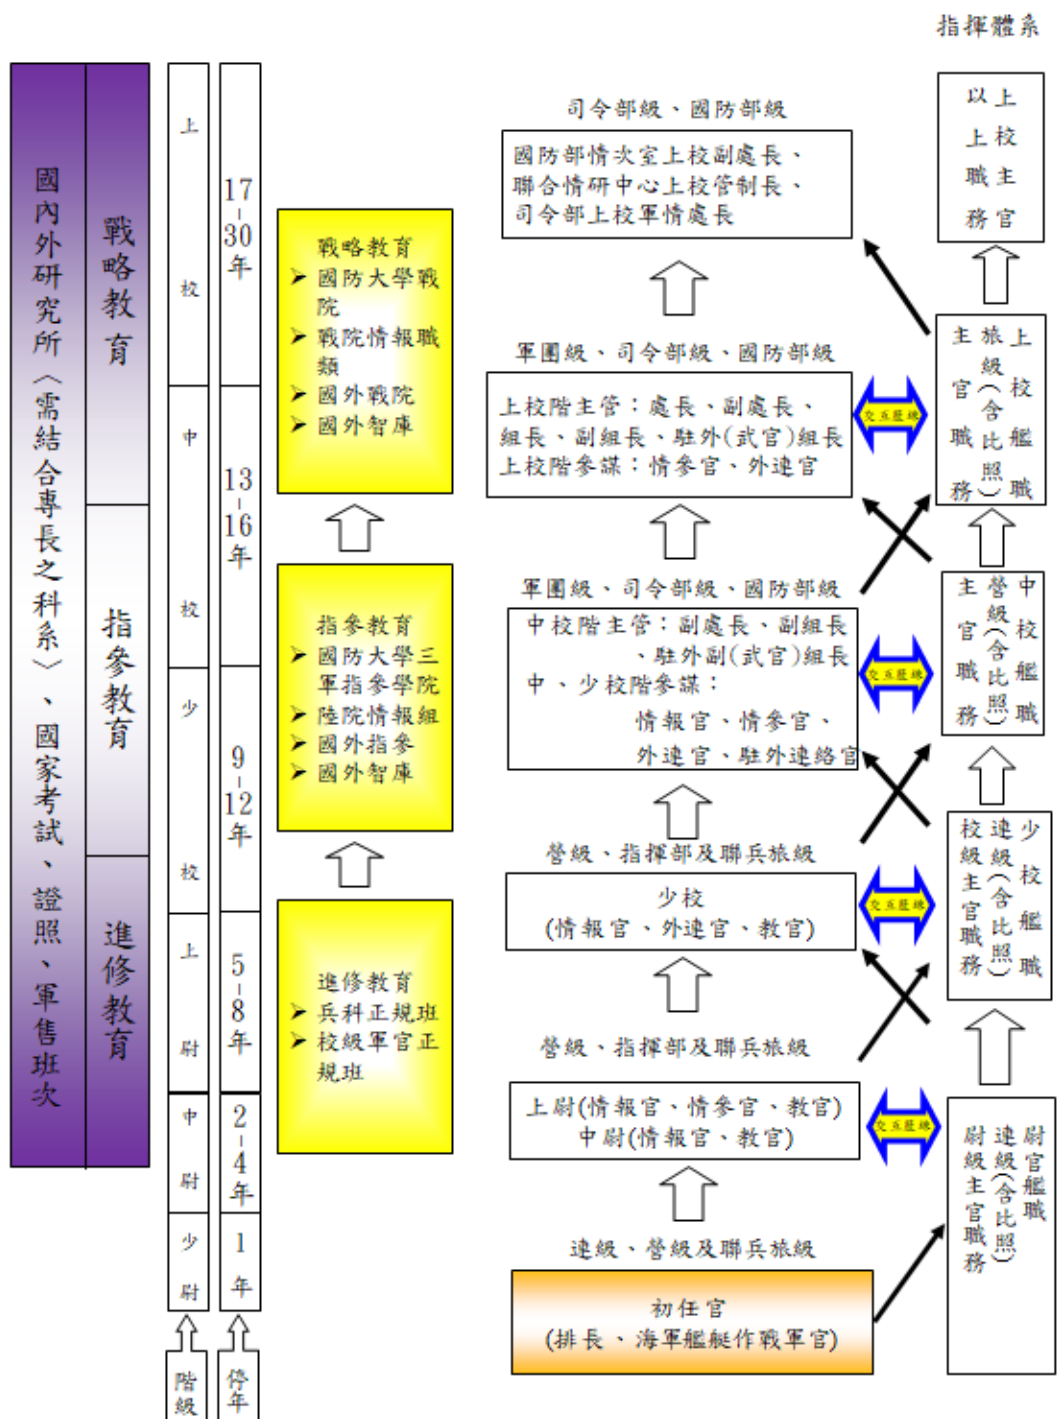 指揮體系
國內外研究所〈需結合專長之科系〉、國家考試、證照、軍售班次
戰略教育
指參教育
進修教育
上校
中校
少校
上尉
中尉
少尉
階級
17-30年
13-16年
9-12年
5-8年
2-4年
1年
停年
戰略教育
➤ 國防大學戰
院
➤ 戰院情報職
類
➤ 國外戰院
➤ 國外智庫
指參教育
➤ 國防大學三
軍指參學院
➤ 陸院情報組
➤ 國外指參
➤ 國外智庫
進修教育
➤ 兵科正規班
➤ 校級軍官正
規班
司令部級、國防部級
國防部情次室上校副處長、
聯合情研中心上校管制長、
司令部上校軍情處長
軍團級、司令部級、國防部級
上校階主管：處長、副處長、
組長、副組長、駐外(武官)組長
上校階參謀：情參官、外連官
軍團級、司令部級、國防部級
中校階主管：副處長、副組長
、駐外副(武官)組長
中、少校階參謀：
情報官、情參官、
外連官、駐外連絡官
營級、指揮部及聯兵旅級
少校
(情報官、外連官、教官)
營級、指揮部及聯兵旅級
上尉(情報官、情參官、教官)
中尉(情報官、教官)
連級、營級及聯兵旅級
初任官
(排長、海軍艦艇作戰軍官)
交互歷練
交互歷練
交互歷練
交互歷練
上校主官
以上職務
上校艦職
旅級(含比照)
主官職務
中校艦職
營級(含比照)
主官職務
少校艦職
連級(含比照)
校級主官職務
尉官艦職
連級(含比照)
尉級主官職務